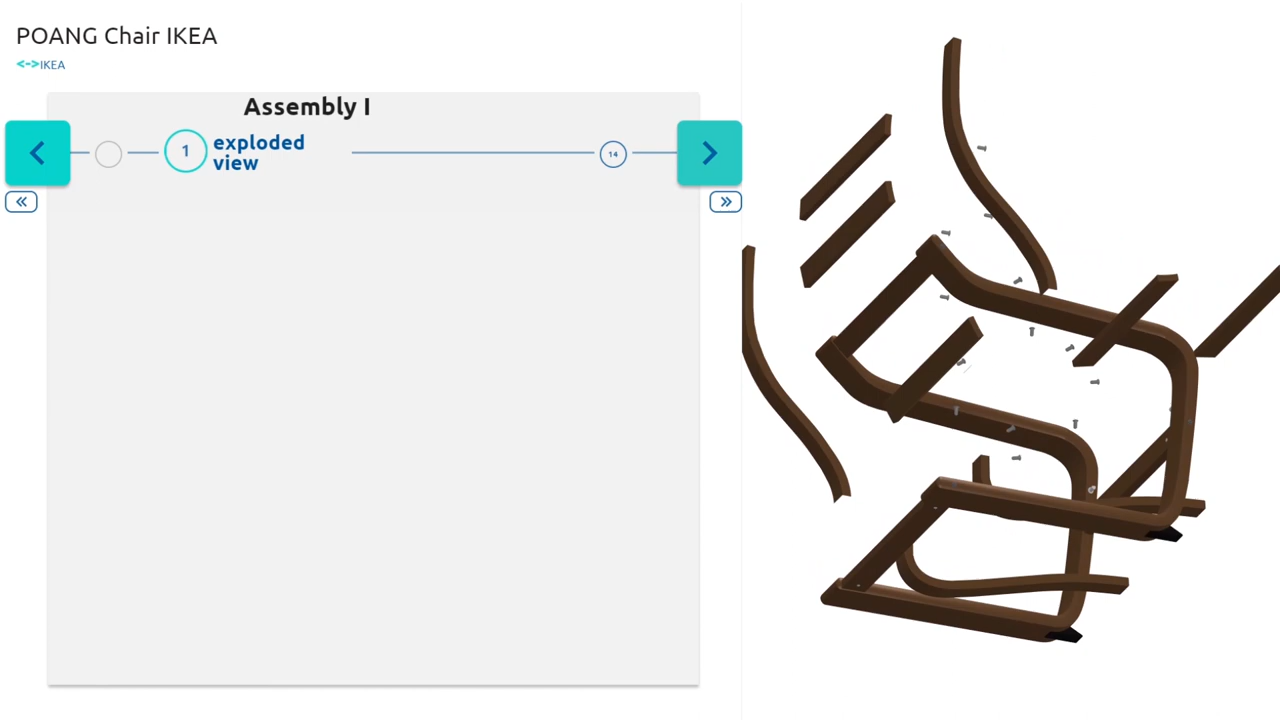 POANG Chair IKEA
<->IKEA
Assembly I
1
exploded
view
14